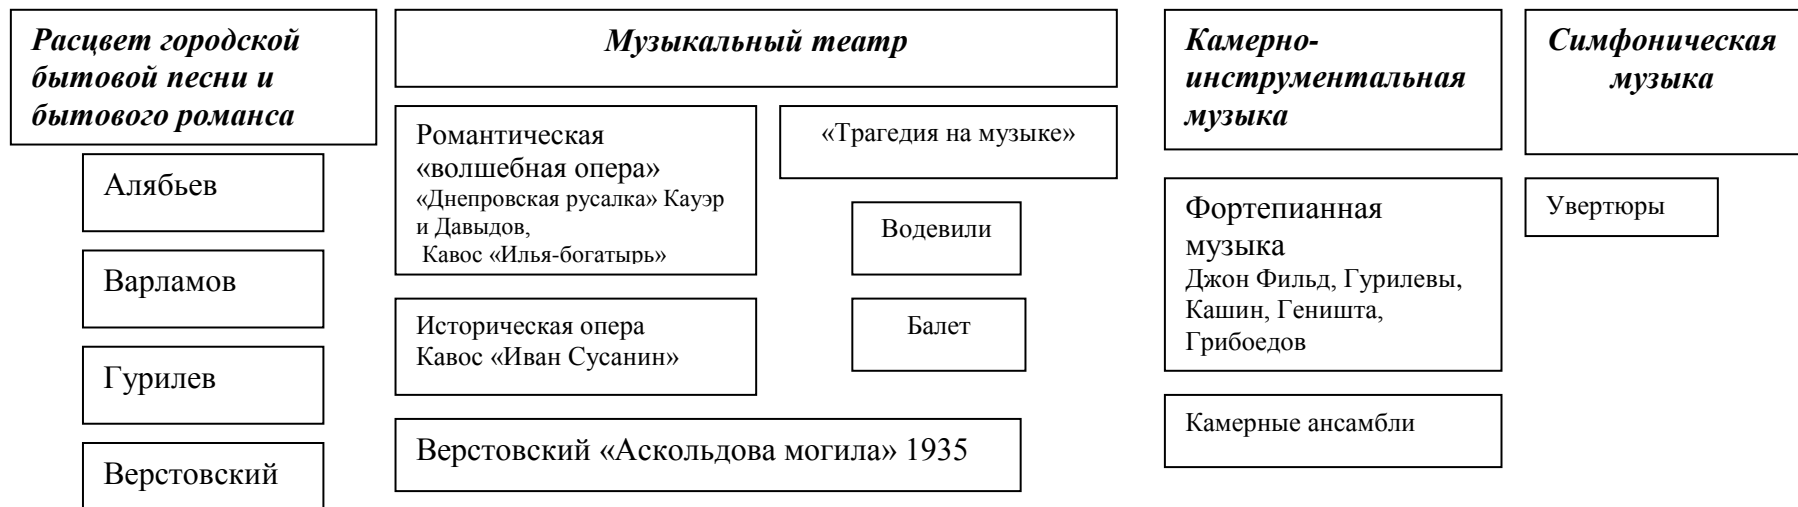 Расцвет городской
бытовой песни и
бытового романса
Алябьев
Варламов
Гурилев
Верстовский
Музыкальный театр
Романтическая
«волшебная опера»
«Днепровская русалка» Кауэр
и Давыдов,
Кавос «Илья-богатырь»
Историческая опера
Кавос «Иван Сусанин»
«Трагедия на музыке»
Водевили
Балет
Верстовский «Аскольдова могила» 1935
Камерно-
инструментальная
музыка
Фортепианная
музыка
Джон Фильд, Гурилевы,
Кашин, Геништа,
Грибоедов
Камерные ансамбли
Симфоническая
музыка
Увертюры